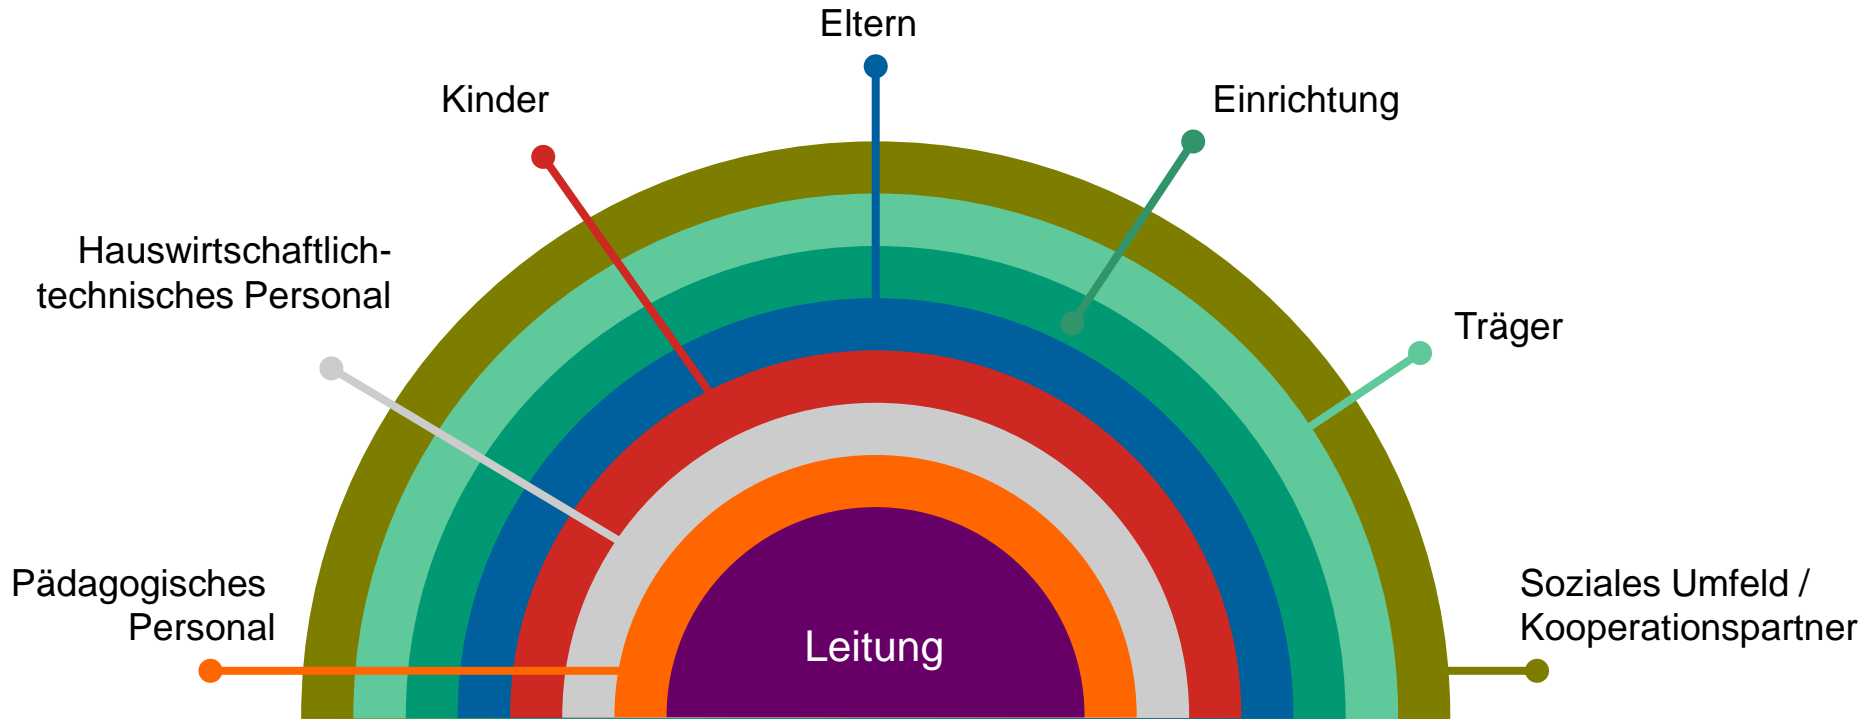 Eltern
Kinder
Einrichtung
Hauswirtschaftlich-
technisches Personal
Träger
Pädagogisches
Personal
Soziales Umfeld /
Kooperationspartner
Leitung